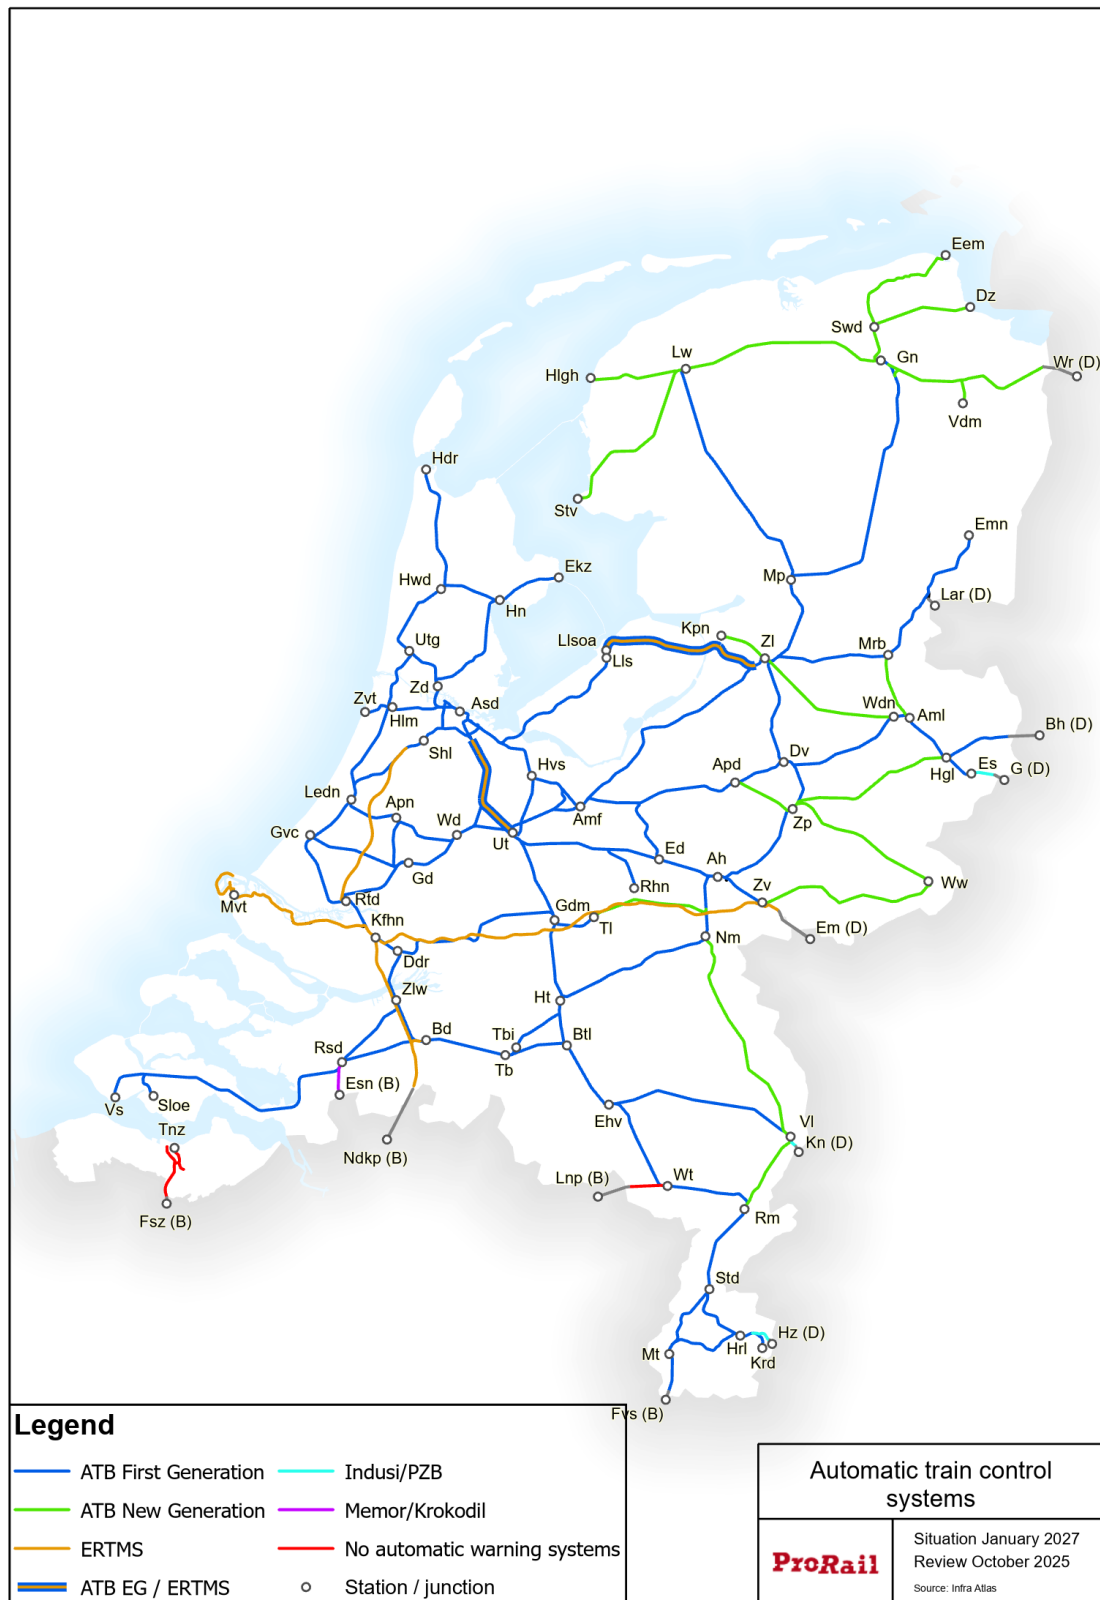 Eem
Dz
Swd
Gn
Lw
Wr (D)
Hlgh
Vdm
Hdr
Stv
Emn
Ekz
Mp
Hwd
Lar (D)
Hn
Kpn
Utg
Llsoa
Zl
Mrb
Lls
Zd
Zvt
Asd
Wdn
Aml
Hlm
Bh (D)
Shl
Dv
Hvs
Apd
Es
Hgl
G (D)
Ledn
Apn
Amf
Gvc
Wd
Zp
Ut
Ed
Gd
Ah
Ww
Rhn
Zv
Mvt
Rtd
Gdm
Kfhn
Tl
Em (D)
Nm
Ddr
Zlw
Ht
Bd
Tbi
Btl
Rsd
Tb
Esn (B)
Vs
Sloe
Ehv
Tnz
Vl
Kn (D)
Ndkp (B)
Lnp (B)
Wt
Fsz (B)
Rm
Std
Hz (D)
Hrl
Mt
Krd
Fvs (B)
Legend
ATB First Generation
Indusi/PZB
ATB New Generation
Memor/Krokodil
ERTMS
No automatic warning systems
ATB EG / ERTMS
Station / junction
Automatic train control
systems
ProRail
Situation January 2027
Review October 2025
Source: Infra Atlas